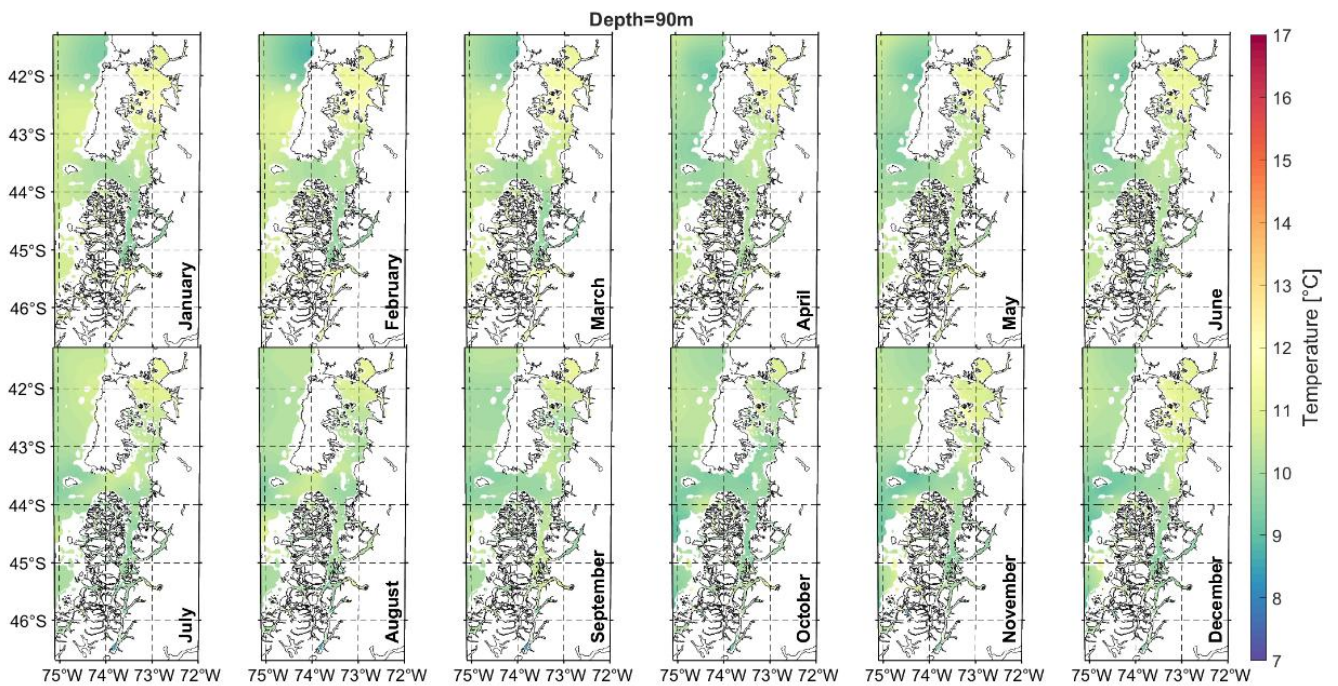 Depth=90m
42°S
43°S
44°S
45°S
46°S
January
February
March
April
May
June
42°S
43°S
44°S
45°S
46°S
July
August
September
October
November
December
75°W 74°W 73°W 72°W
75°W 74°W 73°W 72°W
75°W 74°W 73°W 72°W
75°W 74°W 73°W 72°W
75°W 74°W 73°W 72°W
75°W 74°W 73°W 72°W
17
16
15
14
13
12
11
10
9
8
7
Temperature [°C]